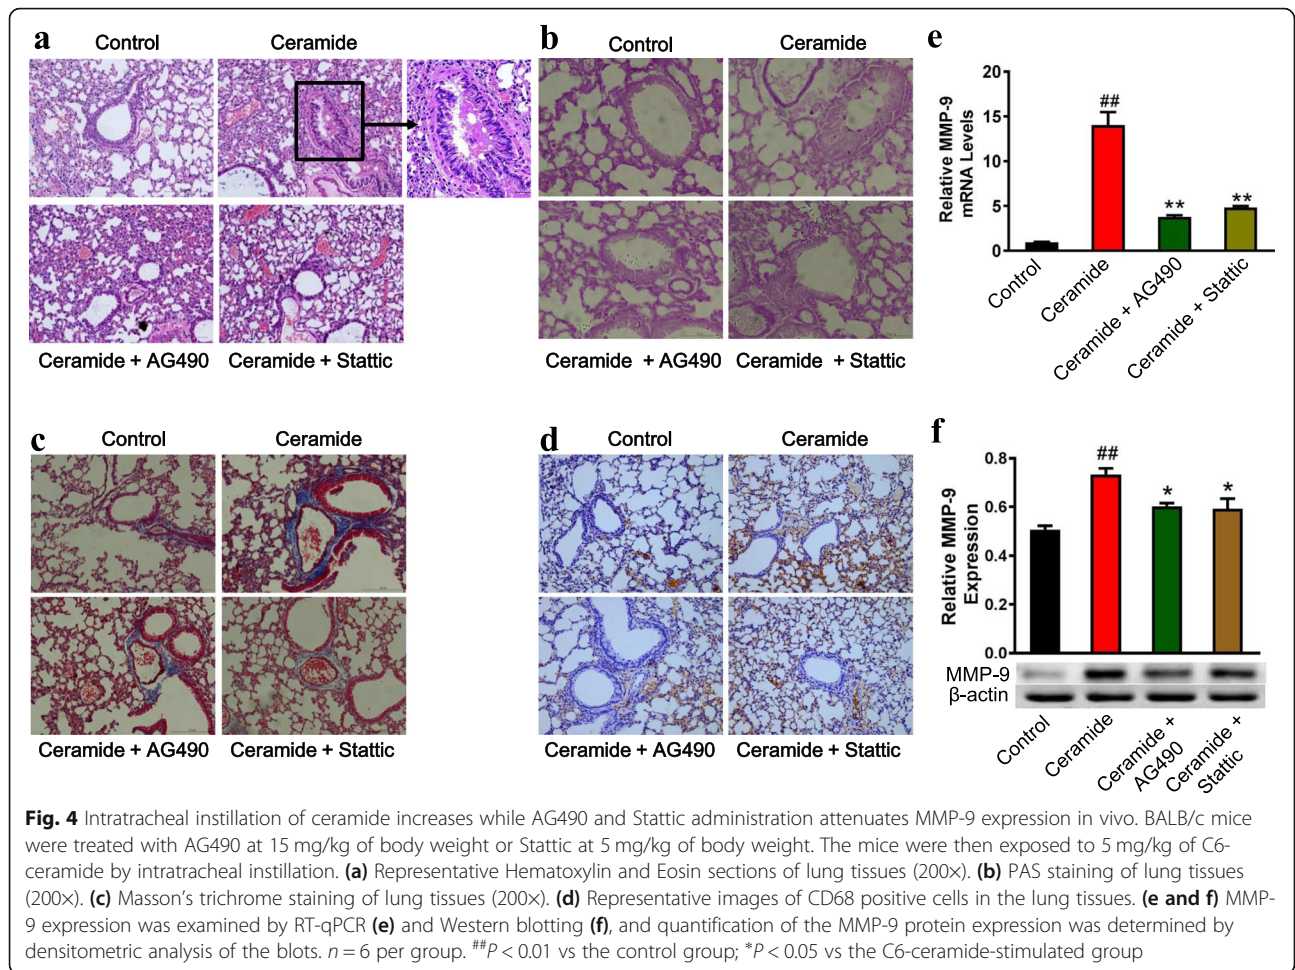 a
Control
Ceramide
Ceramide + AG490
Ceramide + Stattic
b
Control
Ceramide
Ceramide + AG490
Ceramide + Stattic
e
Relative MMP-9
mRNA Levels
20
15
10
5
0
##
**
**
Control
Ceramide
Ceramide + AG490
Ceramide + Stattic
c
Control
Ceramide
Ceramide + AG490
Ceramide + Stattic
d
Control
Ceramide
Ceramide + AG490
Ceramide + Stattic
f
Relative MMP-9
Expression
0.8
0.6
0.4
0.2
0.0
##
*
*
MMP-9
β-actin
Control
Ceramide
Ceramide +
AG490
Ceramide +
Stattic
Fig. 4 Intratracheal instillation of ceramide increases while AG490 and Stattic administration attenuates MMP-9 expression in vivo. BALB/c mice
were treated with AG490 at 15 mg/kg of body weight or Stattic at 5 mg/kg of body weight. The mice were then exposed to 5 mg/kg of C6-
ceramide by intratracheal instillation. (a) Representative Hematoxylin and Eosin sections of lung tissues (200×). (b) PAS staining of lung tissues
(200×). (c) Masson's trichrome staining of lung tissues (200×). (d) Representative images of CD68 positive cells in the lung tissues. (e and f) MMP-
9 expression was examined by RT-qPCR (e) and Western blotting (f), and quantification of the MMP-9 protein expression was determined by
densitometric analysis of the blots. n = 6 per group. ##P < 0.01 vs the control group; *P < 0.05 vs the C6-ceramide-stimulated group